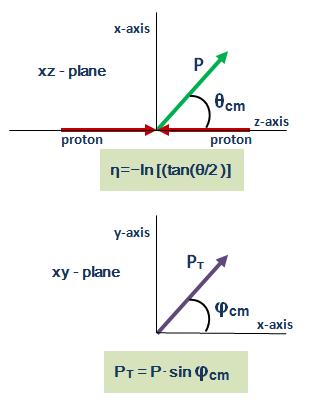 x-axis
xz - plane
P
θcm
z-axis
proton
proton
η=−ln [(tan(θ/2 )]
y-axis
xy - plane
PT
φcm
x-axis
PT = P· sin φcm